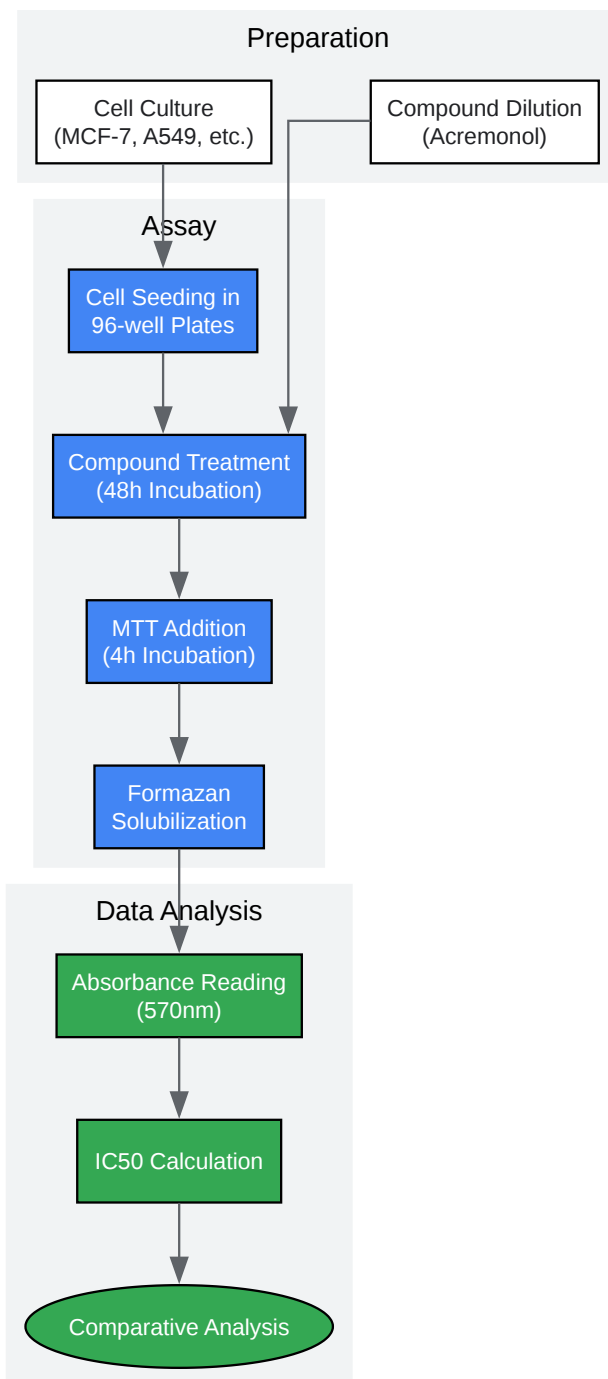 Preparation
Cell Culture
(MCF-7, A549, etc.)
Compound Dilution
(Acremonol)
Assay
Cell Seeding in
96-well Plates
Compound Treatment
(48h Incubation)
MTT Addition
(4h Incubation)
Formazan
Solubilization
Data Analysis
Absorbance Reading
(570nm)
IC50 Calculation
Comparative Analysis